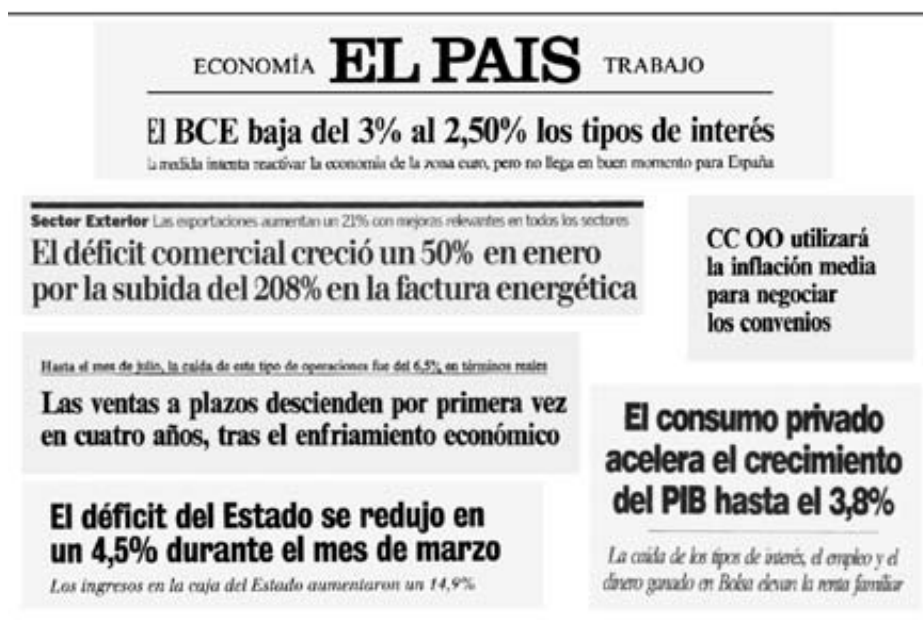 ECONOMÍA EL PAIS TRABAJO
El BCE baja del 3% al 2,50% los tipos de interés
la medida intenta reactivar la economía de la zona euro, pero no llega en buen momento para España
Sector Exterior Las exportaciones aumentan un 21% con mejoras relevantes en todos los sectores
El déficit comercial creció un 50% en enero
por la subida del 208% en la factura energética
CC OO utilizará
la inflación media
para negociar
los convenios
Hasta el mes de julio, la caída de este tipo de operaciones fue del 6,5% en términos reales
Las ventas a plazos descienden por primera vez
en cuatro años, tras el enfriamiento económico
El consumo privado
acelera el crecimiento
del PIB hasta el 3,8%
La caída de los tipos de interés, el empleo y el
dinero ganado en Bolsa elevan la renta familiar
El déficit del Estado se redujo en
un 4,5% durante el mes de marzo
Los ingresos en la caja del Estado aumentaron un 14,9%